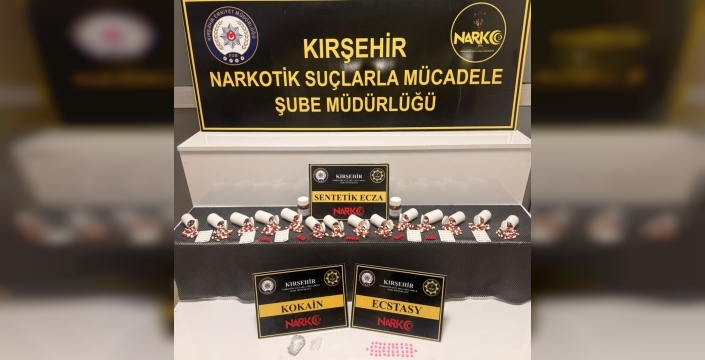 NARKO
KIRŞEHİR
NARKOTİK SUÇLARLA MÜCADELE
ŞUBE MÜDÜRLÜĞÜ
KIRŞEHİR
SENTETİK ECZA
NARKO
KIRŞEHİR
KOKAİN
NARKO
KIRŞEHİR
ECSTASY
NARKO